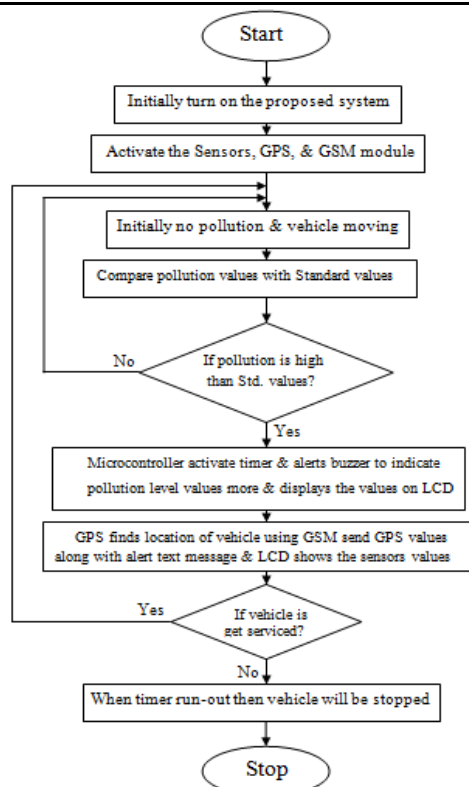 Start
Initially turn on the proposed system
Activate the Sensors, GPS, & GSM module
Initially no pollution & vehicle moving
Compare pollution values with Standard values
No
If pollution is high
than Std. values?
Yes
Microcontroller activate timer & alerts buzzer to indicate
pollution level values more & displays the values on LCD
GPS finds location of vehicle using GSM send GPS values
along with alert text message & LCD shows the sensors values
Yes
If vehicle is
get serviced?
No
When timer run-out then vehicle will be stopped
Stop